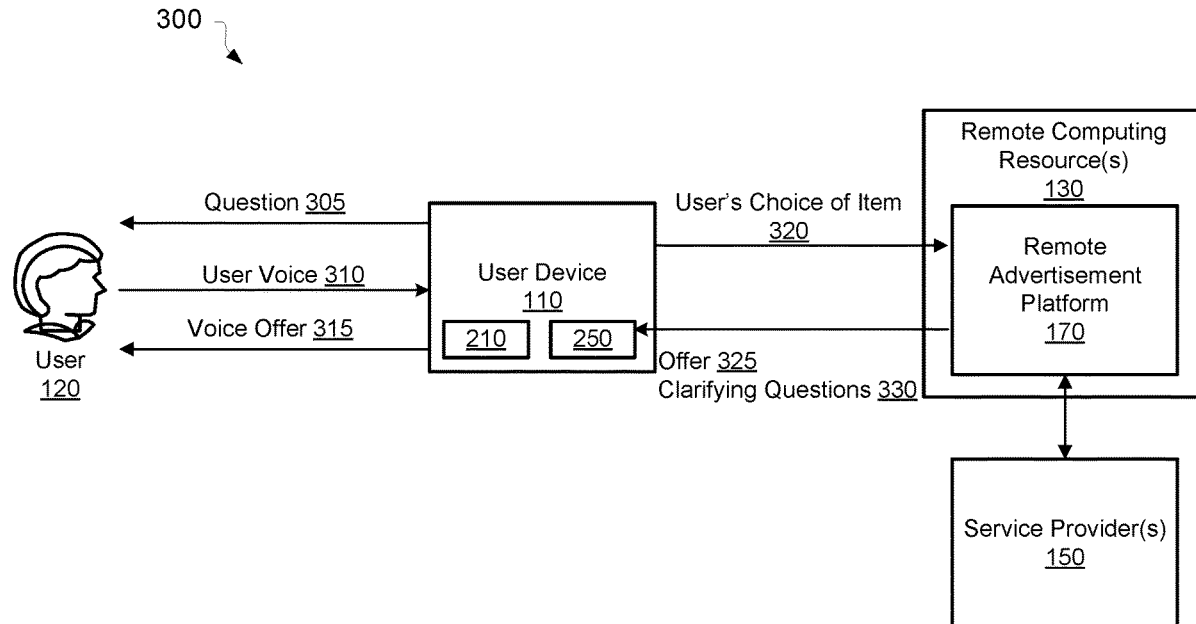 300
Remote Computing
Resource(s)
130
Question 305
User's Choice of Item
320
Remote
Advertisement
Platform
170
User Voice 310
User Device
110
Voice Offer 315
210
250
User
120
Offer 325
Clarifying Questions 330
Service Provider(s)
150